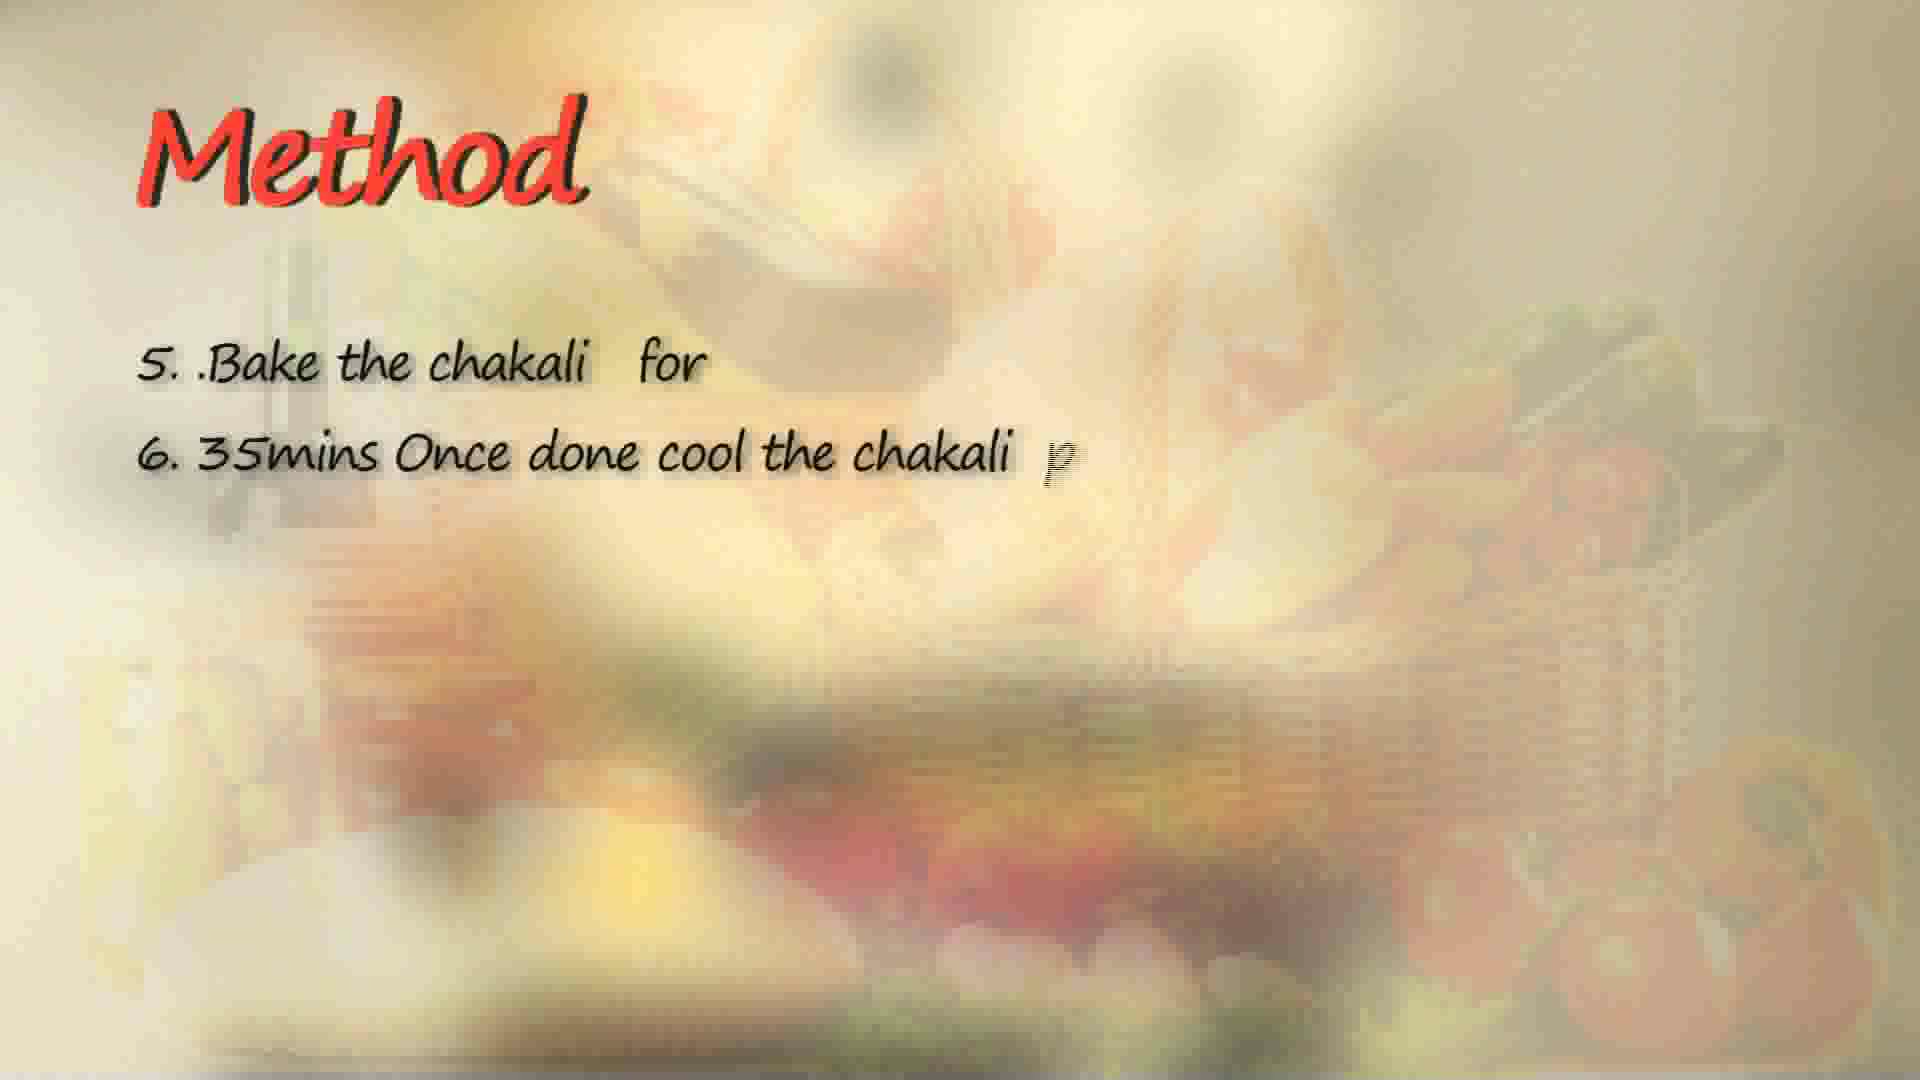 Method
5. .Bake the chakali for
6. 35mins Once done cool the chakali p